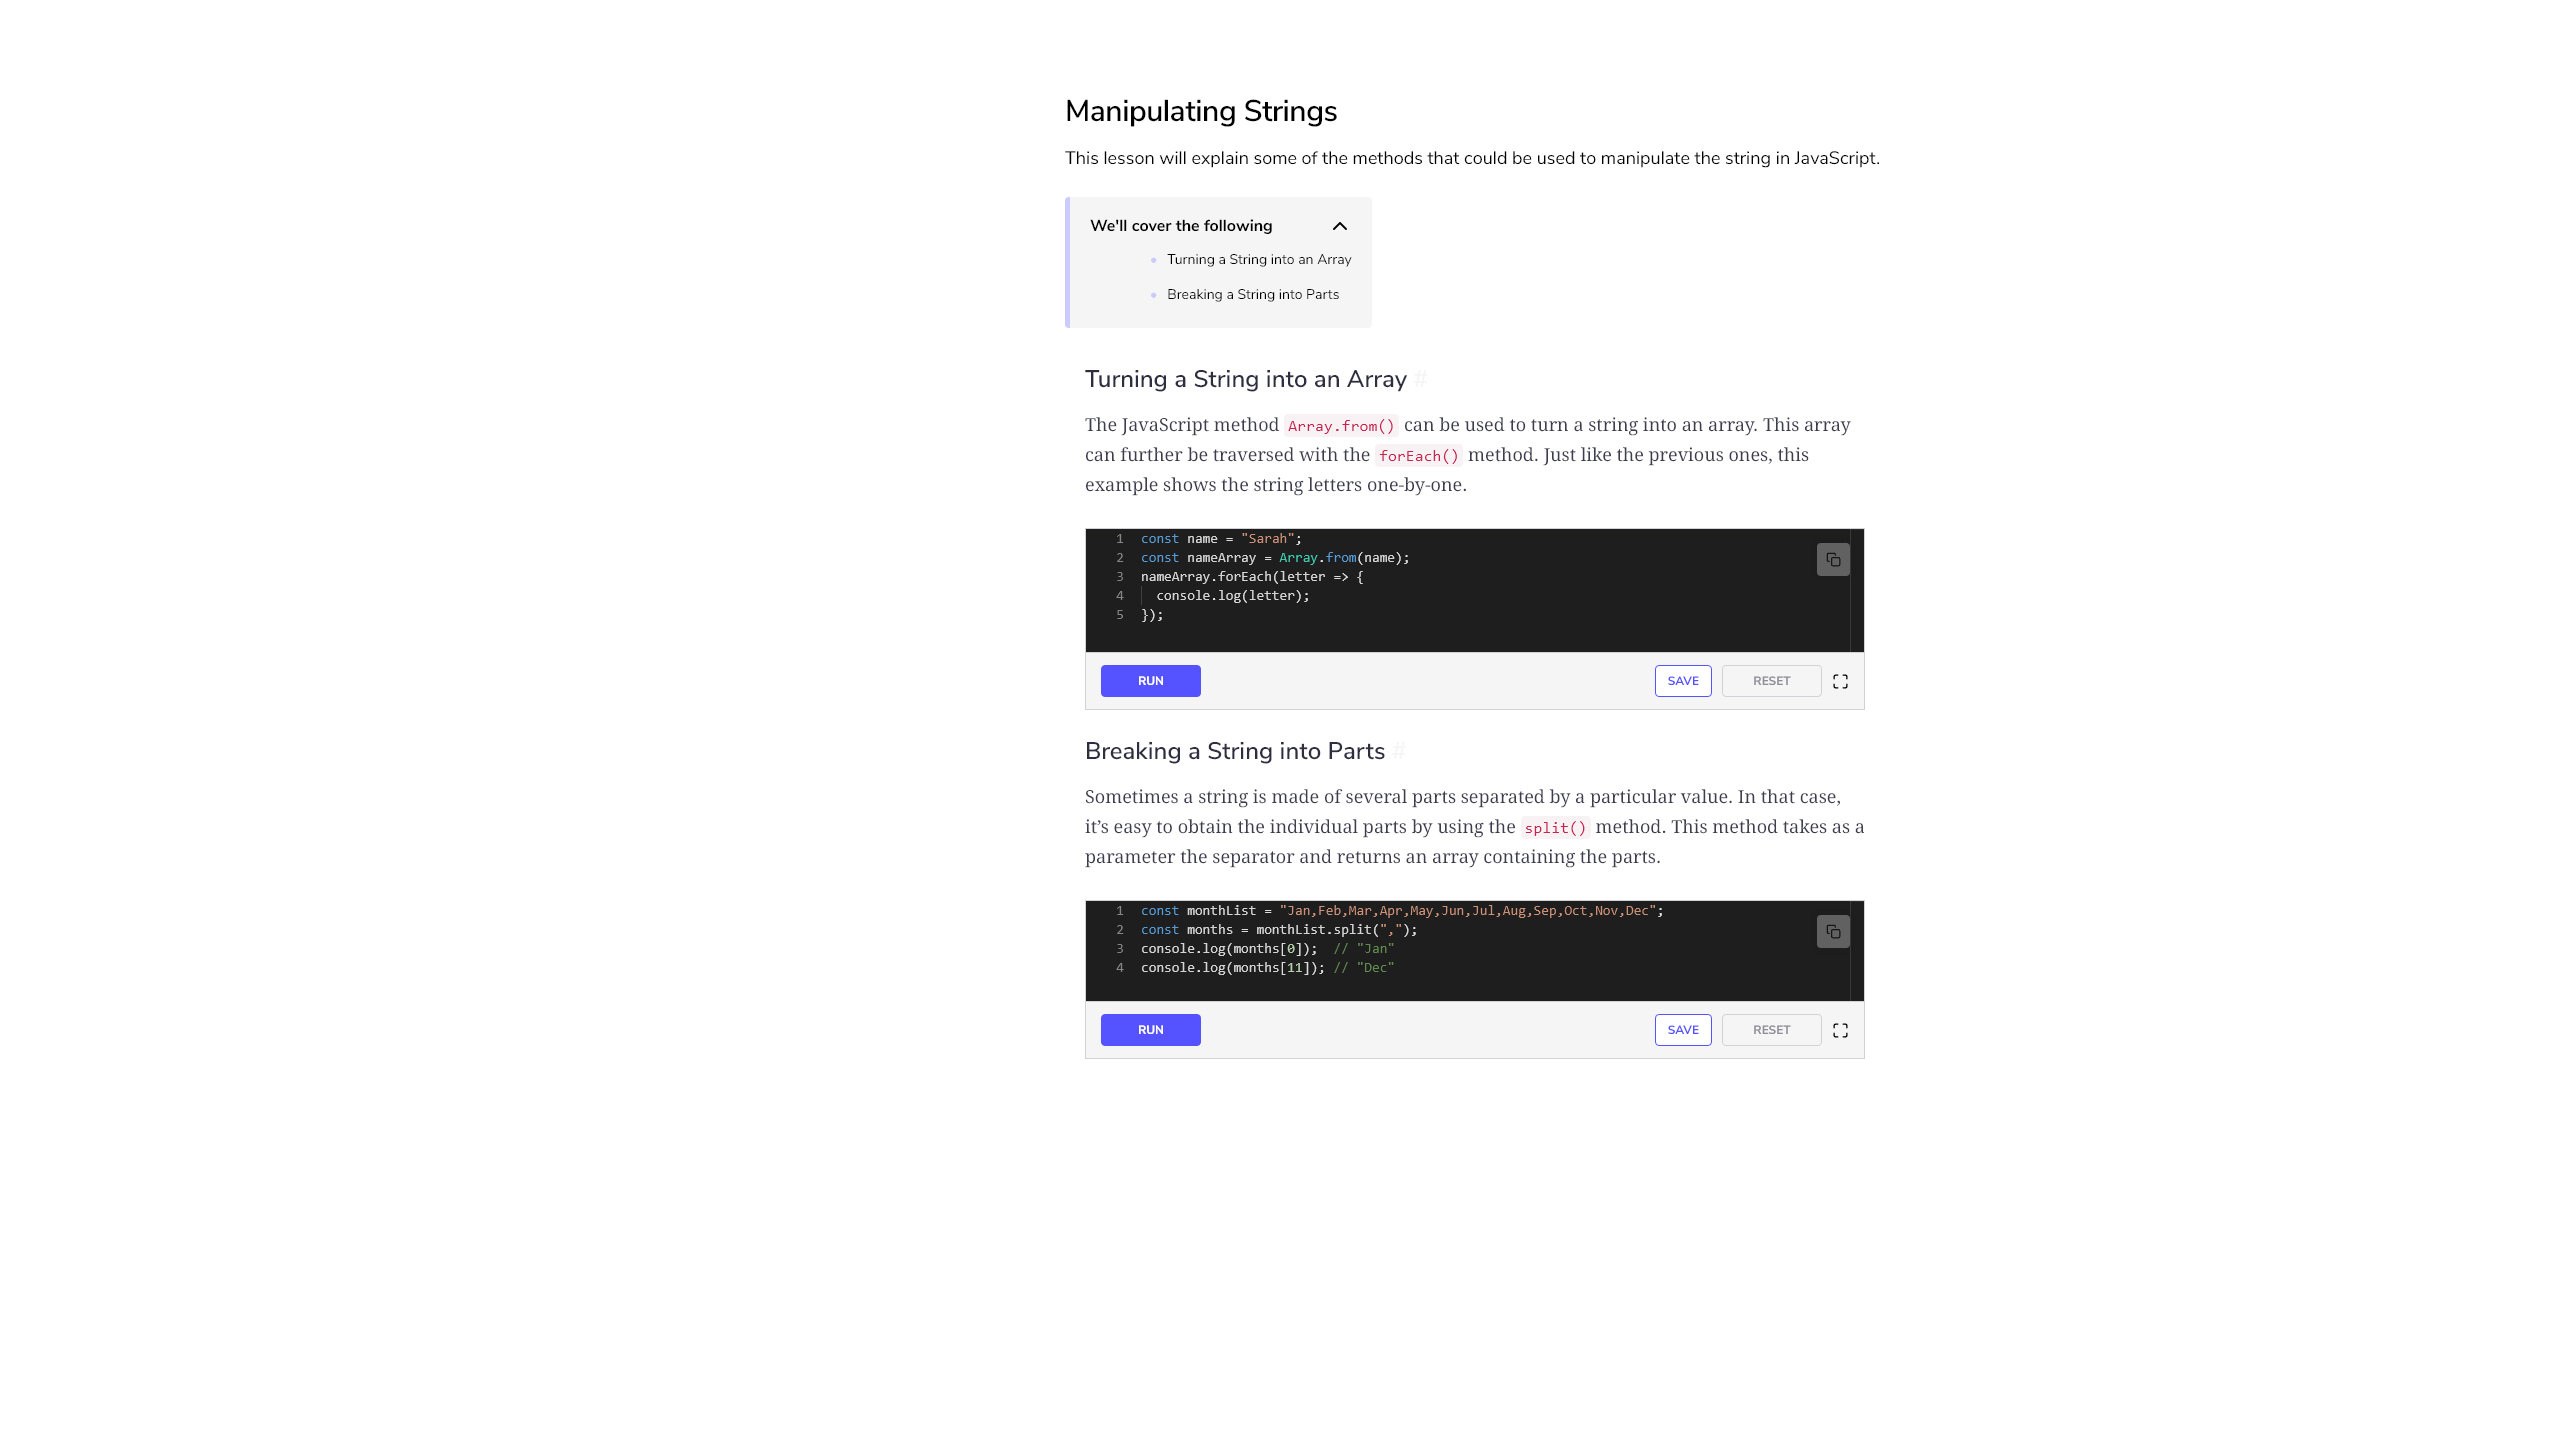 Manipulating Strings
This lesson will explain some of the methods that could be used to manipulate the string in JavaScript.
We'll cover the following
Turning a String into an Array
Breaking a String into Parts
Turning a String into an Array #
The JavaScript method Array.from() can be used to turn a string into an array. This array
can further be traversed with the forEach() method. Just like the previous ones, this
example shows the string letters one-by-one.
1 const name = "Sarah";
2 const nameArray = Array.from(name);
3 nameArray.forEach(letter => {
4   console.log(letter);
5 });
RUN SAVE RESET
Breaking a String into Parts #
Sometimes a string is made of several parts separated by a particular value. In that case,
it’s easy to obtain the individual parts by using the split() method. This method takes as a
parameter the separator and returns an array containing the parts.
1 const monthList = "Jan,Feb,Mar,Apr,May,Jun,Jul,Aug,Sep,Oct,Nov,Dec";
2 const months = monthList.split(",");
3 console.log(months[0]);  // "Jan"
4 console.log(months[11]); // "Dec"
RUN SAVE RESET